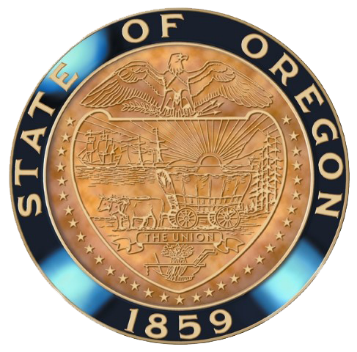 STATE OF OREGON
THE UNION
1859